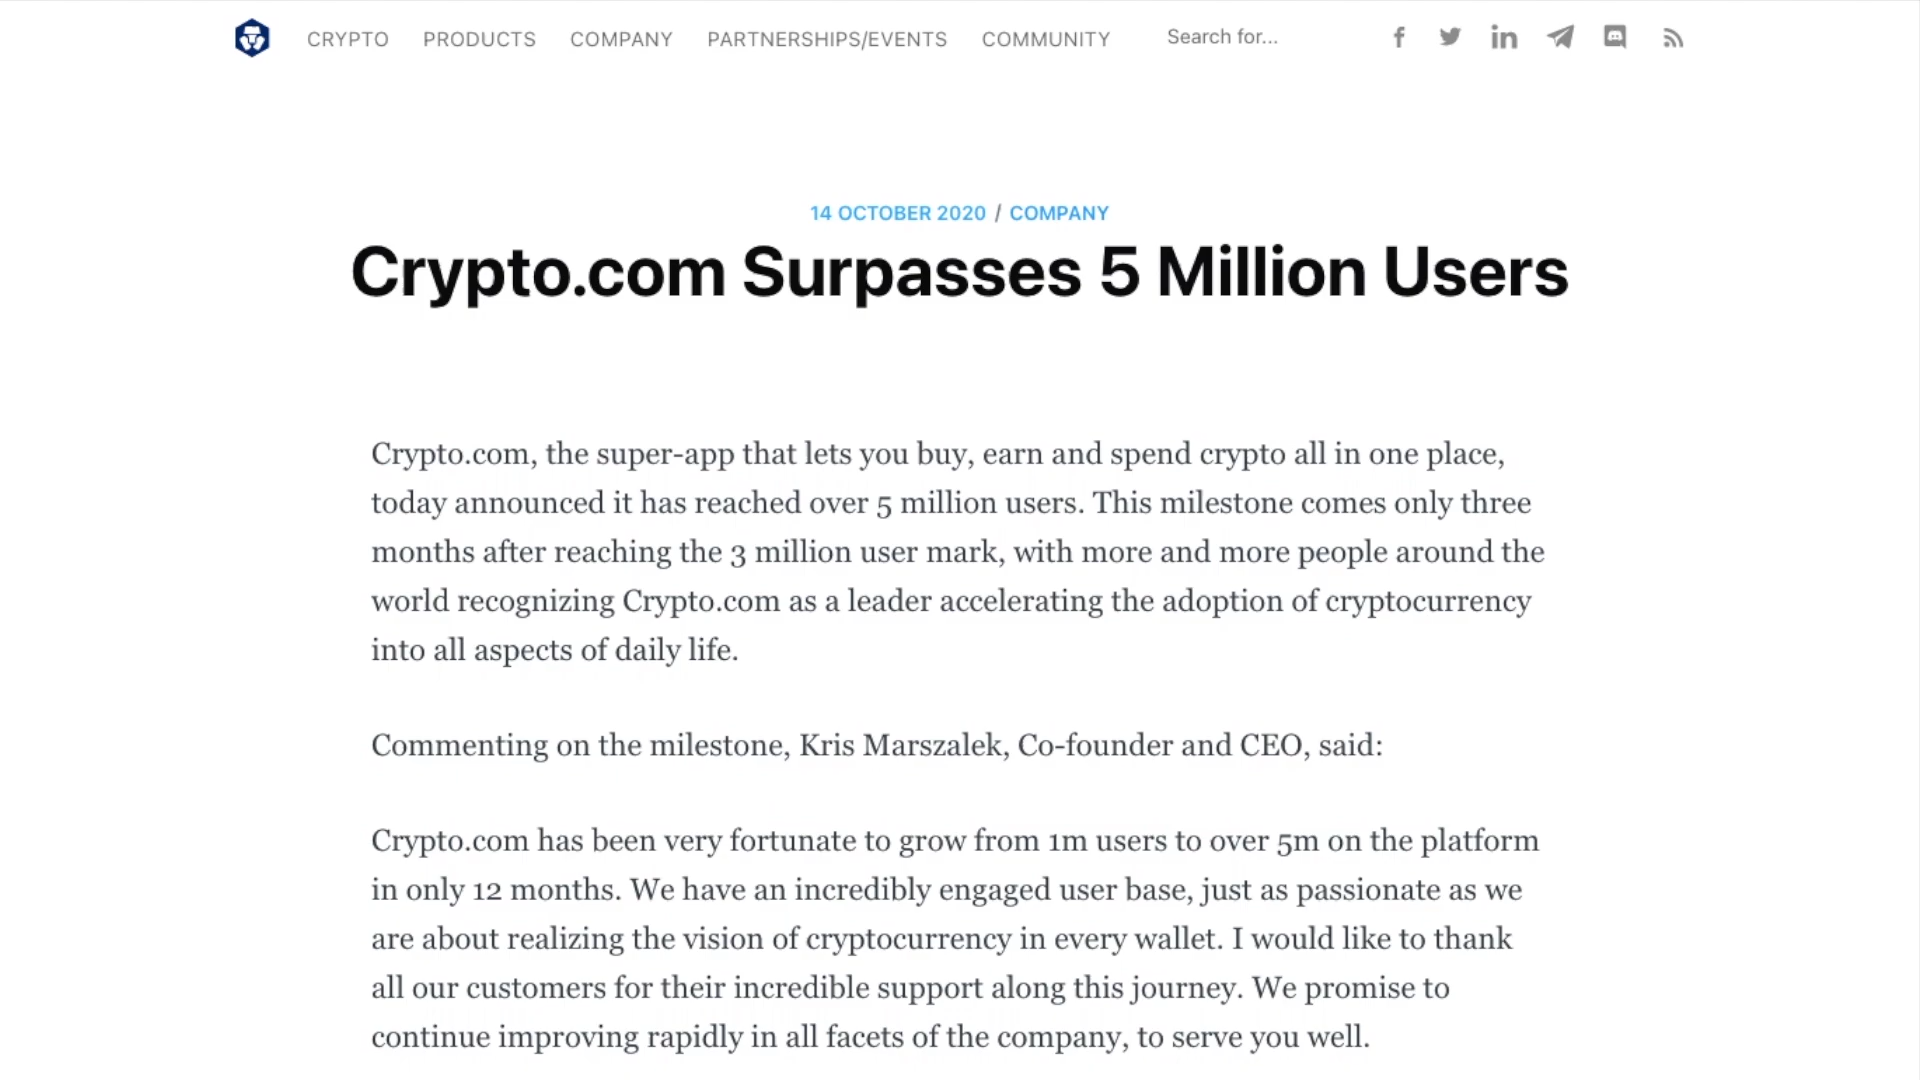 CRYPTO PRODUCTS COMPANY PARTNERSHIPS/EVENTS COMMUNITY Search for...
14 OCTOBER 2020 / COMPANY
Crypto.com Surpasses 5 Million Users
Crypto.com, the super-app that lets you buy, earn and spend crypto all in one place,
today announced it has reached over 5 million users. This milestone comes only three
months after reaching the 3 million user mark, with more and more people around the
world recognizing Crypto.com as a leader accelerating the adoption of cryptocurrency
into all aspects of daily life.
Commenting on the milestone, Kris Marszalek, Co-founder and CEO, said:
Crypto.com has been very fortunate to grow from 1m users to over 5m on the platform
in only 12 months. We have an incredibly engaged user base, just as passionate as we
are about realizing the vision of cryptocurrency in every wallet. I would like to thank
all our customers for their incredible support along this journey. We promise to
continue improving rapidly in all facets of the company, to serve you well.